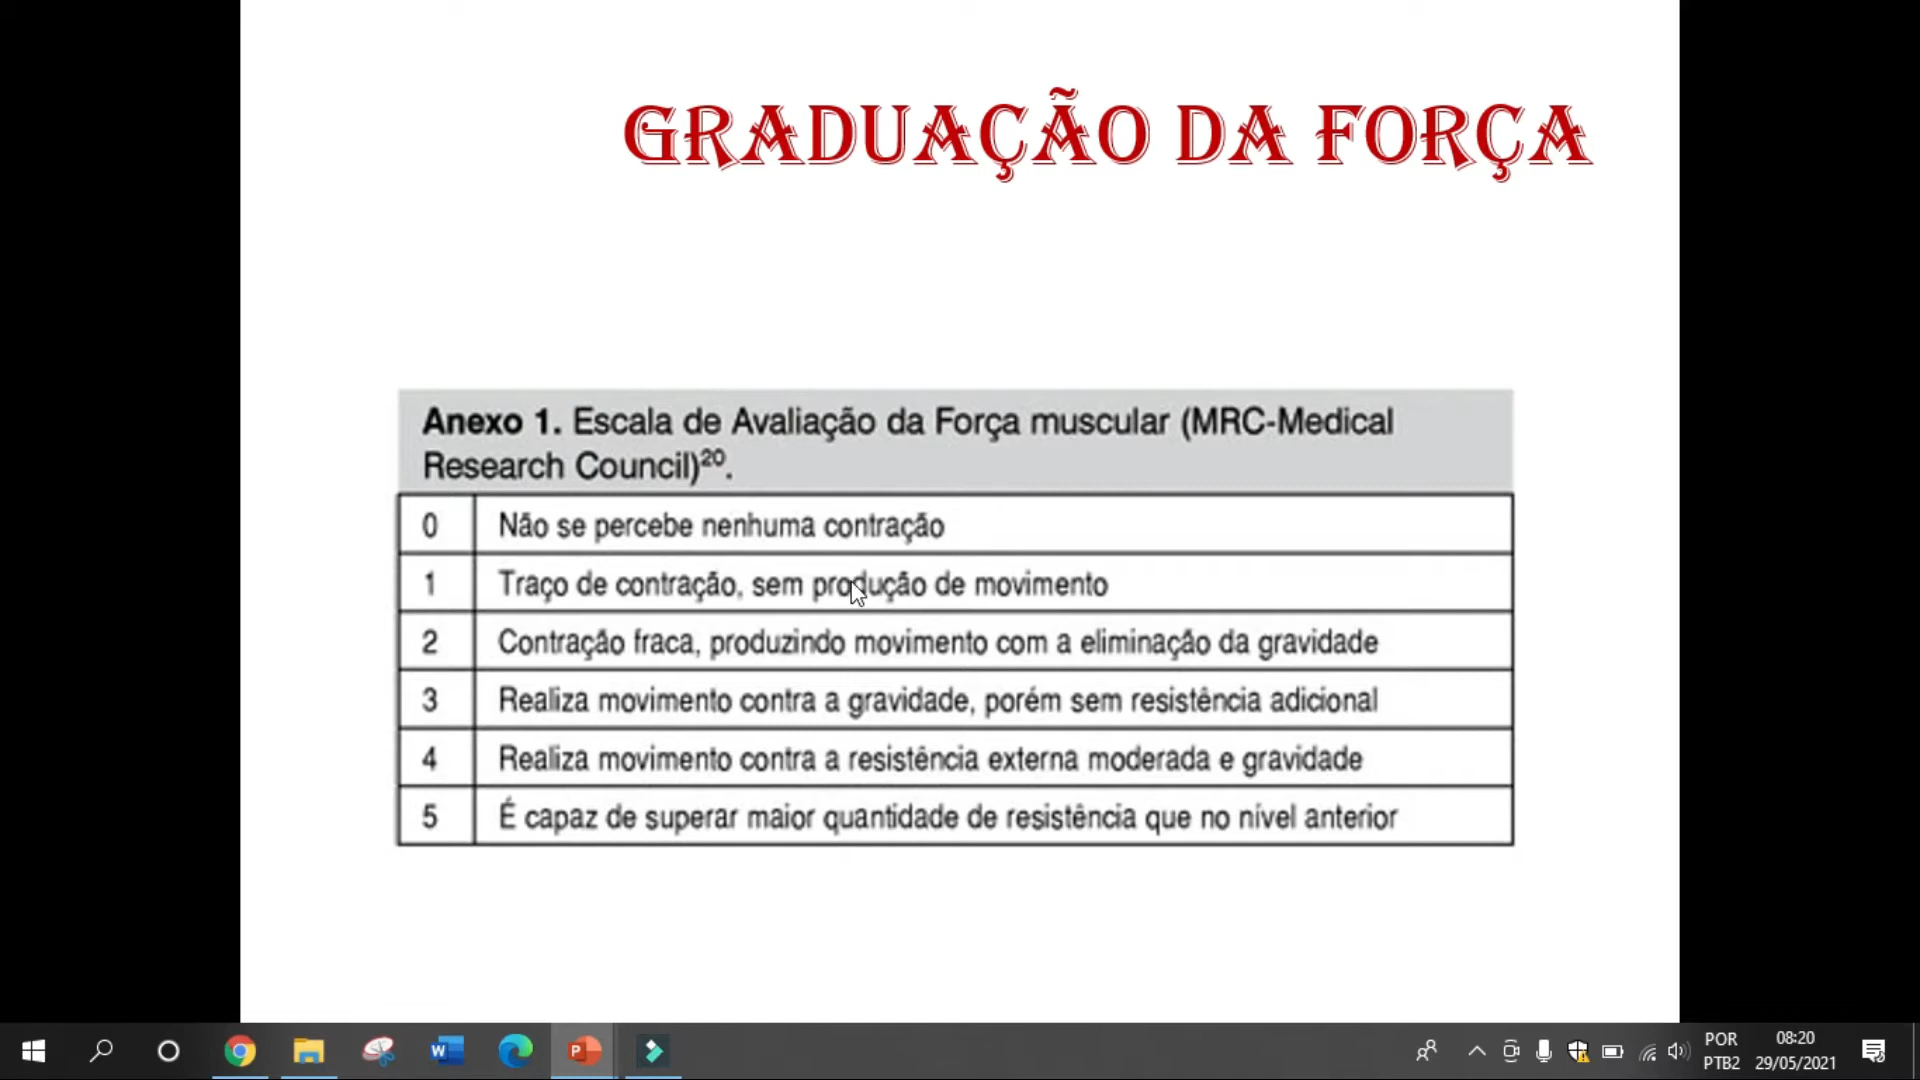 GRADUAÇÃO DA FORÇA
Anexo 1. Escala de Avaliação da Força muscular (MRC-Medical
Research Council)20.
0 Não se percebe nenhuma contração
1 Traço de contração, sem produção de movimento
2 Contração fraca, produzindo movimento com a eliminação da gravidade
3 Realiza movimento contra a gravidade, porém sem resistência adicional
4 Realiza movimento contra a resistência externa moderada e gravidade
5 É capaz de superar maior quantidade de resistência que no nível anterior
POR 08:20
PTB2 29/05/2021